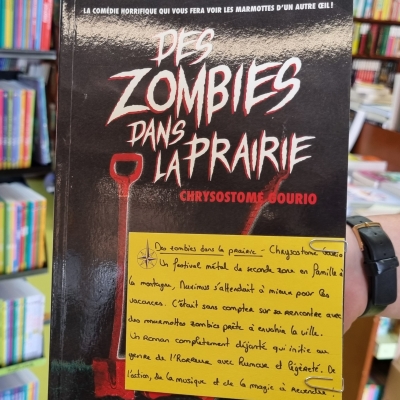 LA COMÉDIE HORRIFIQUE QUI VOUS FERA VOIR LES MARMOTTES D'UN AUTRE ŒIL!
DES
ZOMBIES
DANS
LA PRAIRIE
CHRYSOSTOME GOURIO
Des zombies dans la prairie - Chrysostome Gourio
Un festival métal de seconde zone en famille à
la montagne, Maximus s'attendait à mieux pour les
vacances. C'était sans compter sur sa rencontre avec
des marmottes zombies prête à envahir la ville.
Un roman complètement déjanté qui initie au
genre de l'Horreur avec humour et légèreté. De
l'action, de la musique et de la magie à revendre!